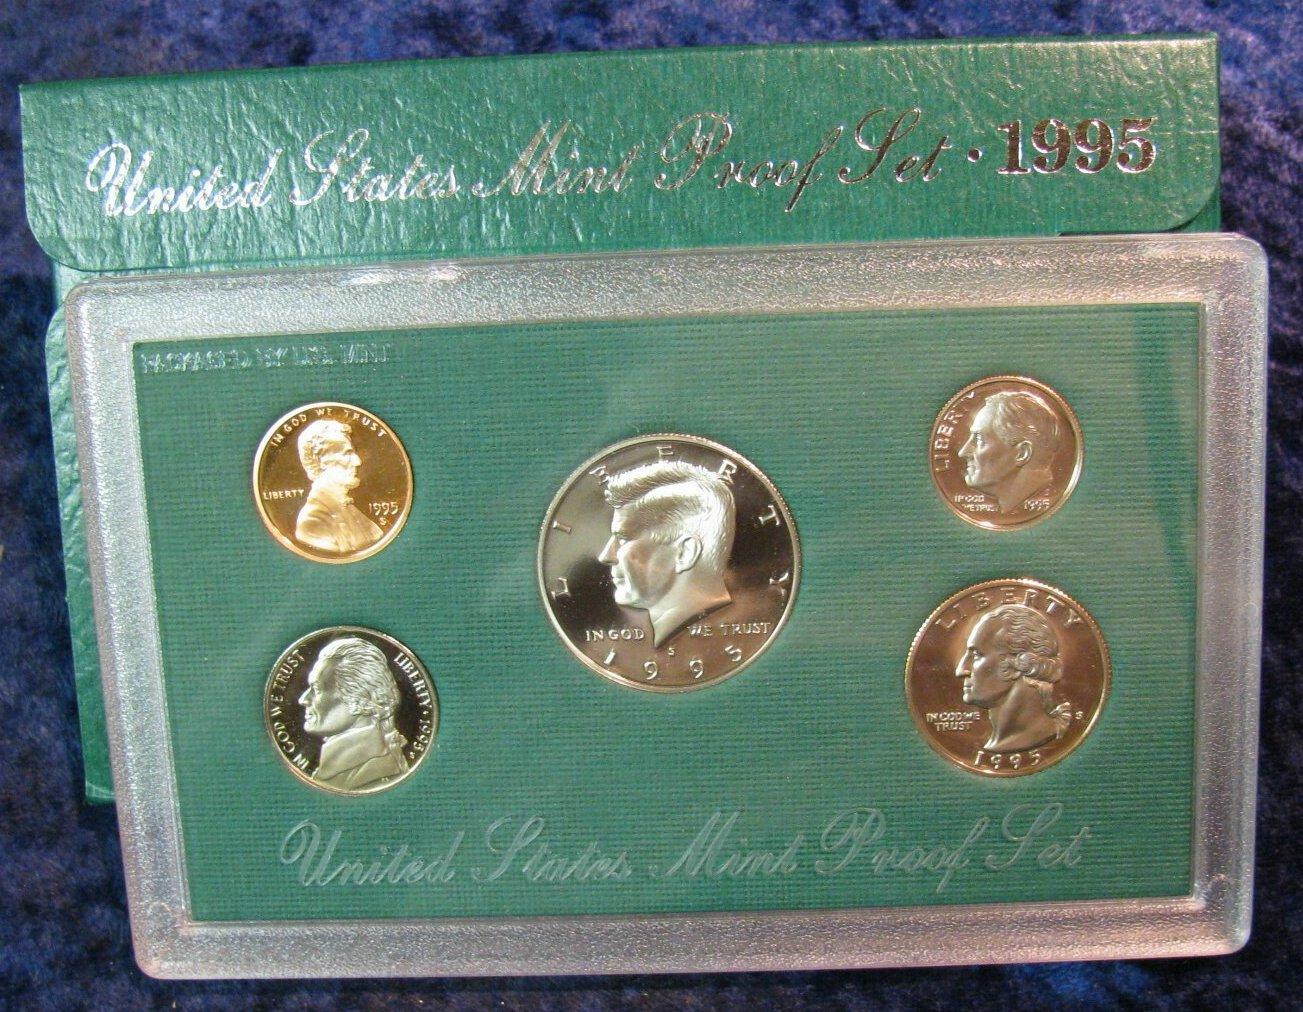 United States Mint Proof Set · 1995
PACKAGED BY U.S. MINT
IN GOD WE TRUST
LIBERTY
1995
S
LIBERTY
IN GOD WE TRUST
S
1995
LIBERTY
IN GOD
WE TRUST
1995
IN GOD WE TRUST
LIBERTY · 1995
LIBERTY
IN GOD WE
TRUST
S
1995
United States Mint Proof Set